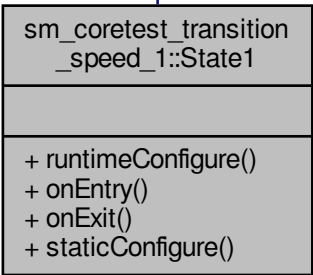 sm_coretest_transition
_speed_1::State1
+ runtimeConfigure()
+ onEntry()
+ onExit()
+ staticConfigure()